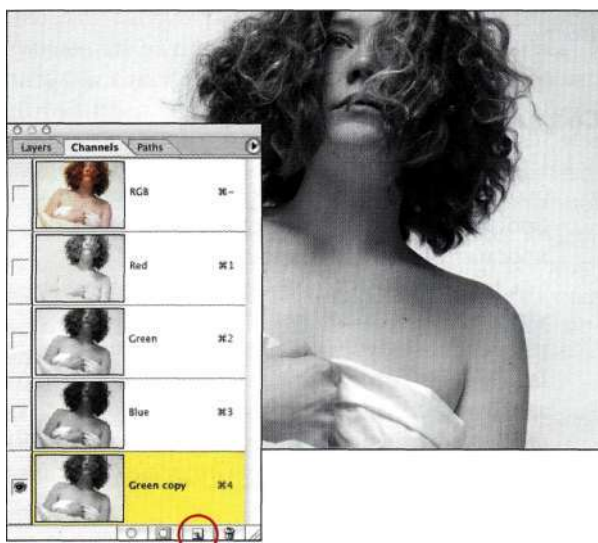 Layers Channels Paths
RGB ⌘~
Red ⌘1
Green ⌘2
Blue ⌘3
Green copy ⌘4